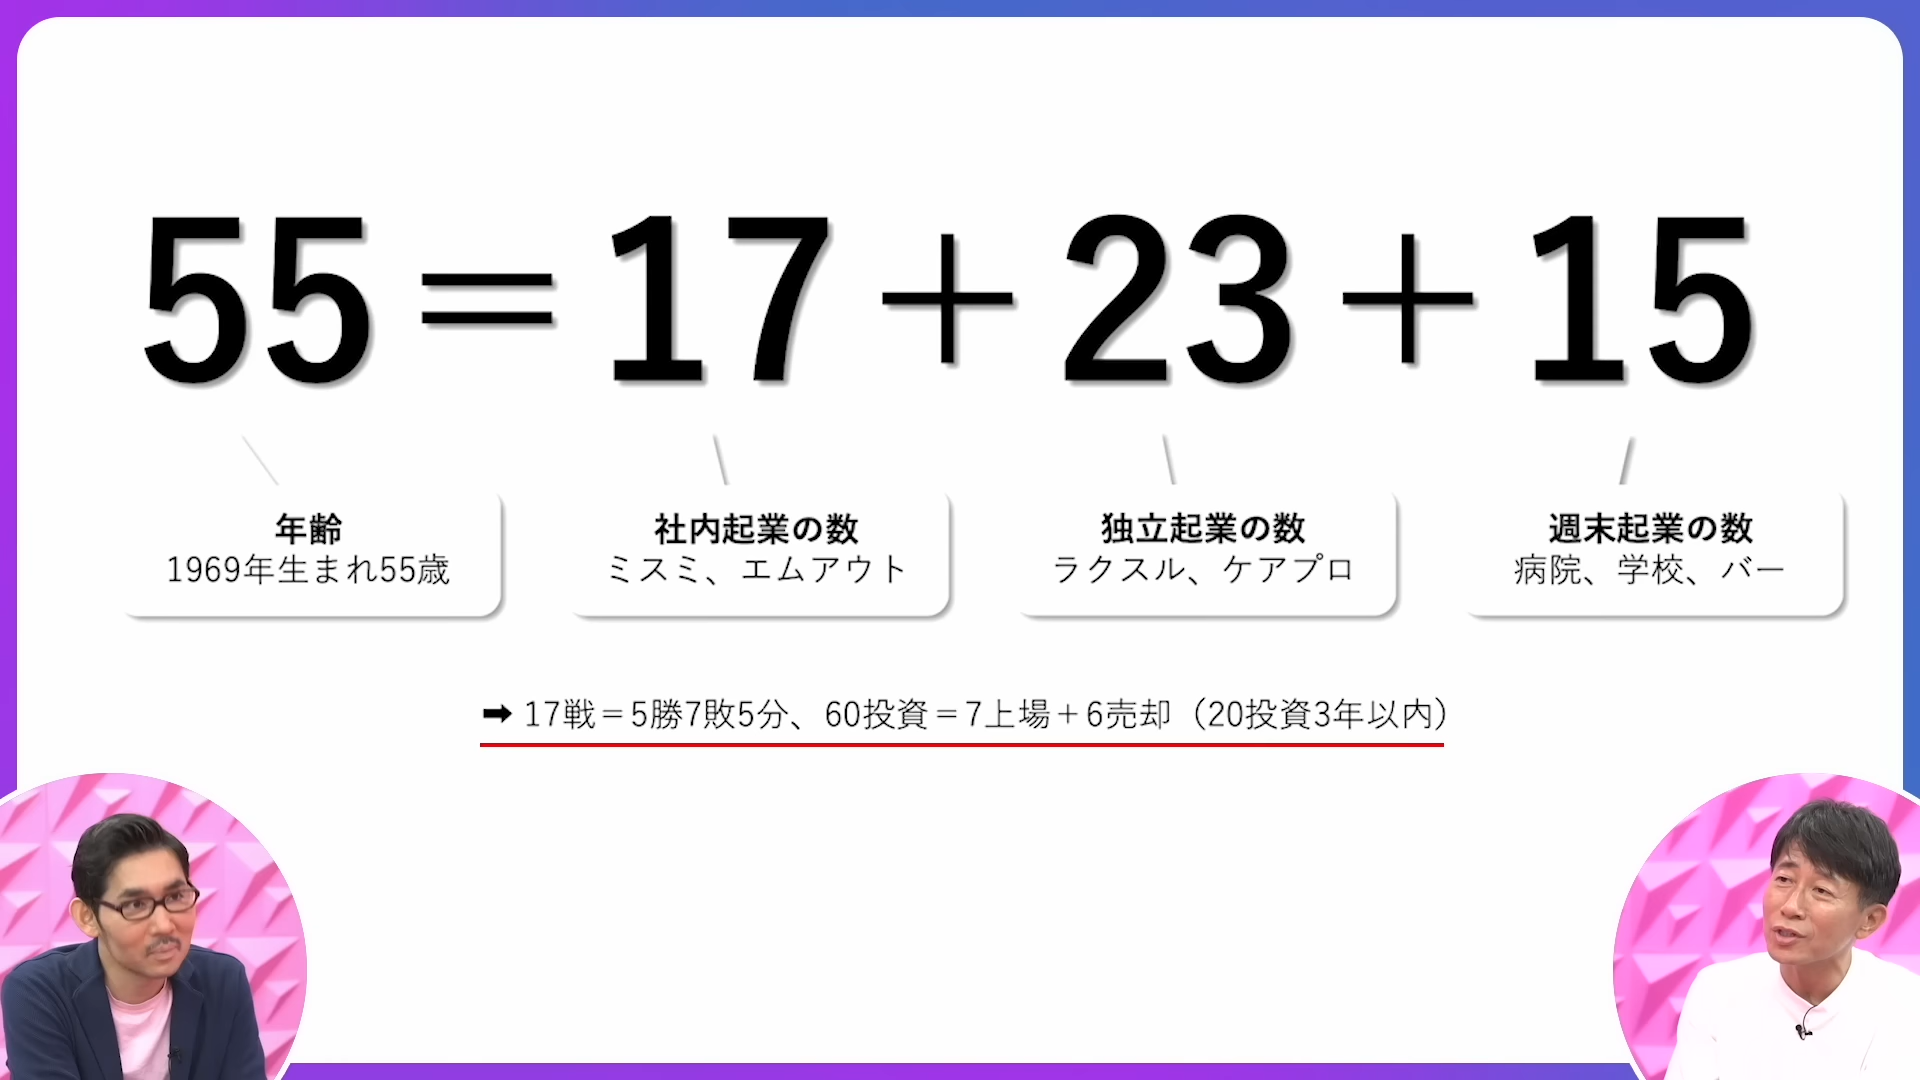 55＝17＋23＋15
年齢
1969年生まれ55歳
社内起業の数
ミスミ、エムアウト
独立起業の数
ラクスル、ケアプロ
週末起業の数
病院、学校、バー
➡ 17戦＝5勝7敗5分、60投資＝7上場＋6売却（20投資3年以内）